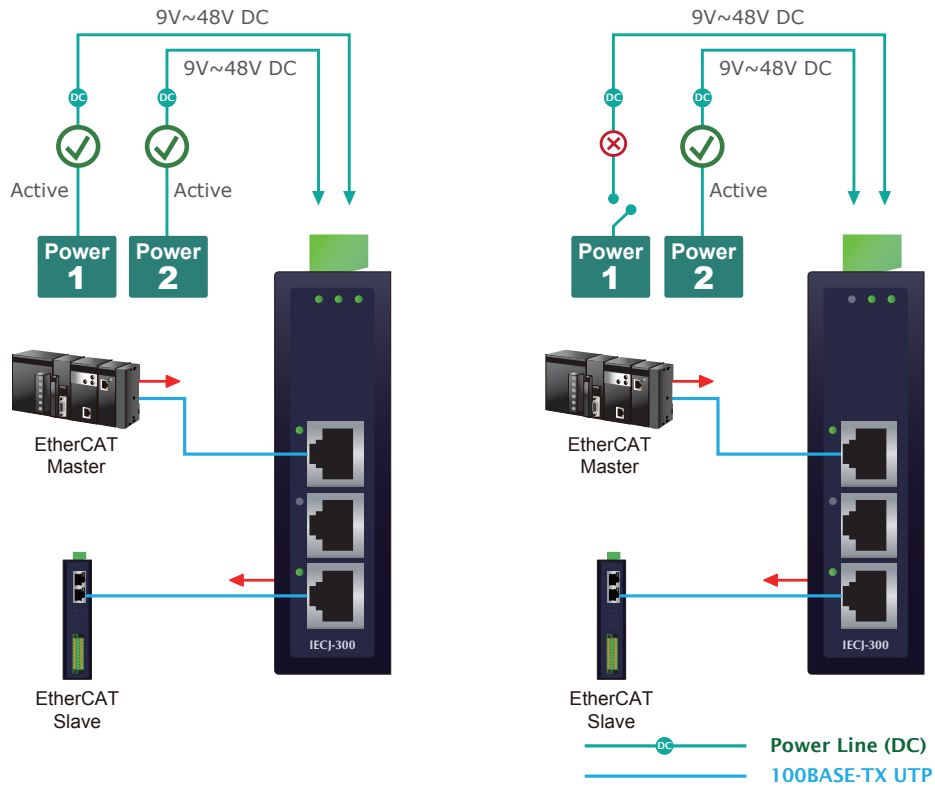 9V~48V DC
9V~48V DC
DC
DC
Active
Active
Power
1
Power
2
EtherCAT
Master
EtherCAT
Slave
IECJ-300
9V~48V DC
9V~48V DC
DC
DC
Active
Power
1
Power
2
EtherCAT
Master
EtherCAT
Slave
IECJ-300
DC
Power Line (DC)
100BASE-TX UTP